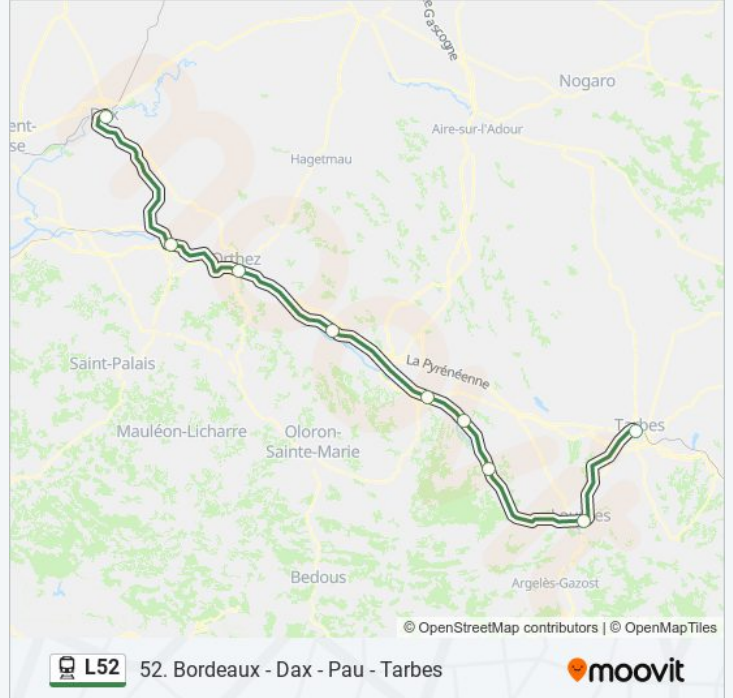 e Gascogne
Nogaro
Dax
ent-
se
Aire-sur-l'Adour
Hagetmau
Orthez
La Pyrénéenne
Saint-Palais
Mauléon-Licharre
Oloron-
Sainte-Marie
Tarbes
Lourdes
Bedous
Argelès-Gazost
© OpenStreetMap contributors | © OpenMapTiles
L52 52. Bordeaux - Dax - Pau - Tarbes moovit